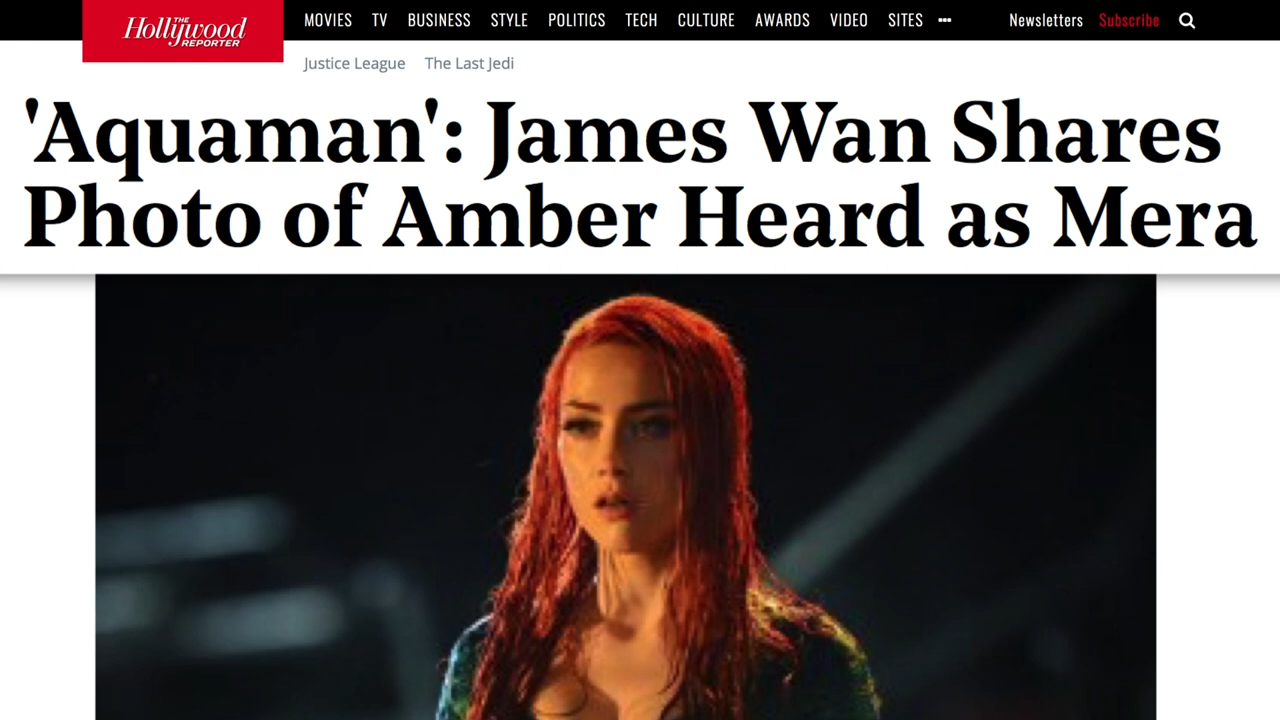 THE
Hollywood
REPORTER
MOVIES TV BUSINESS STYLE POLITICS TECH CULTURE AWARDS VIDEO SITES ••• Newsletters Subscribe
Justice League The Last Jedi
'Aquaman': James Wan Shares
Photo of Amber Heard as Mera